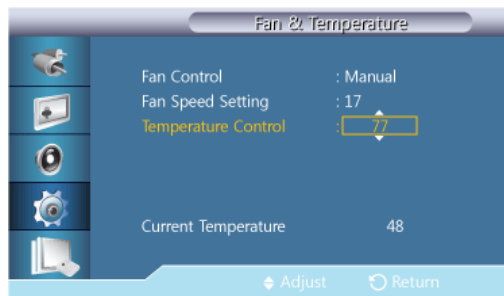 Fan & Temperature
Fan Control : Manual
Fan Speed Setting : 17
Temperature Control : 77
Current Temperature 48
Adjust Return